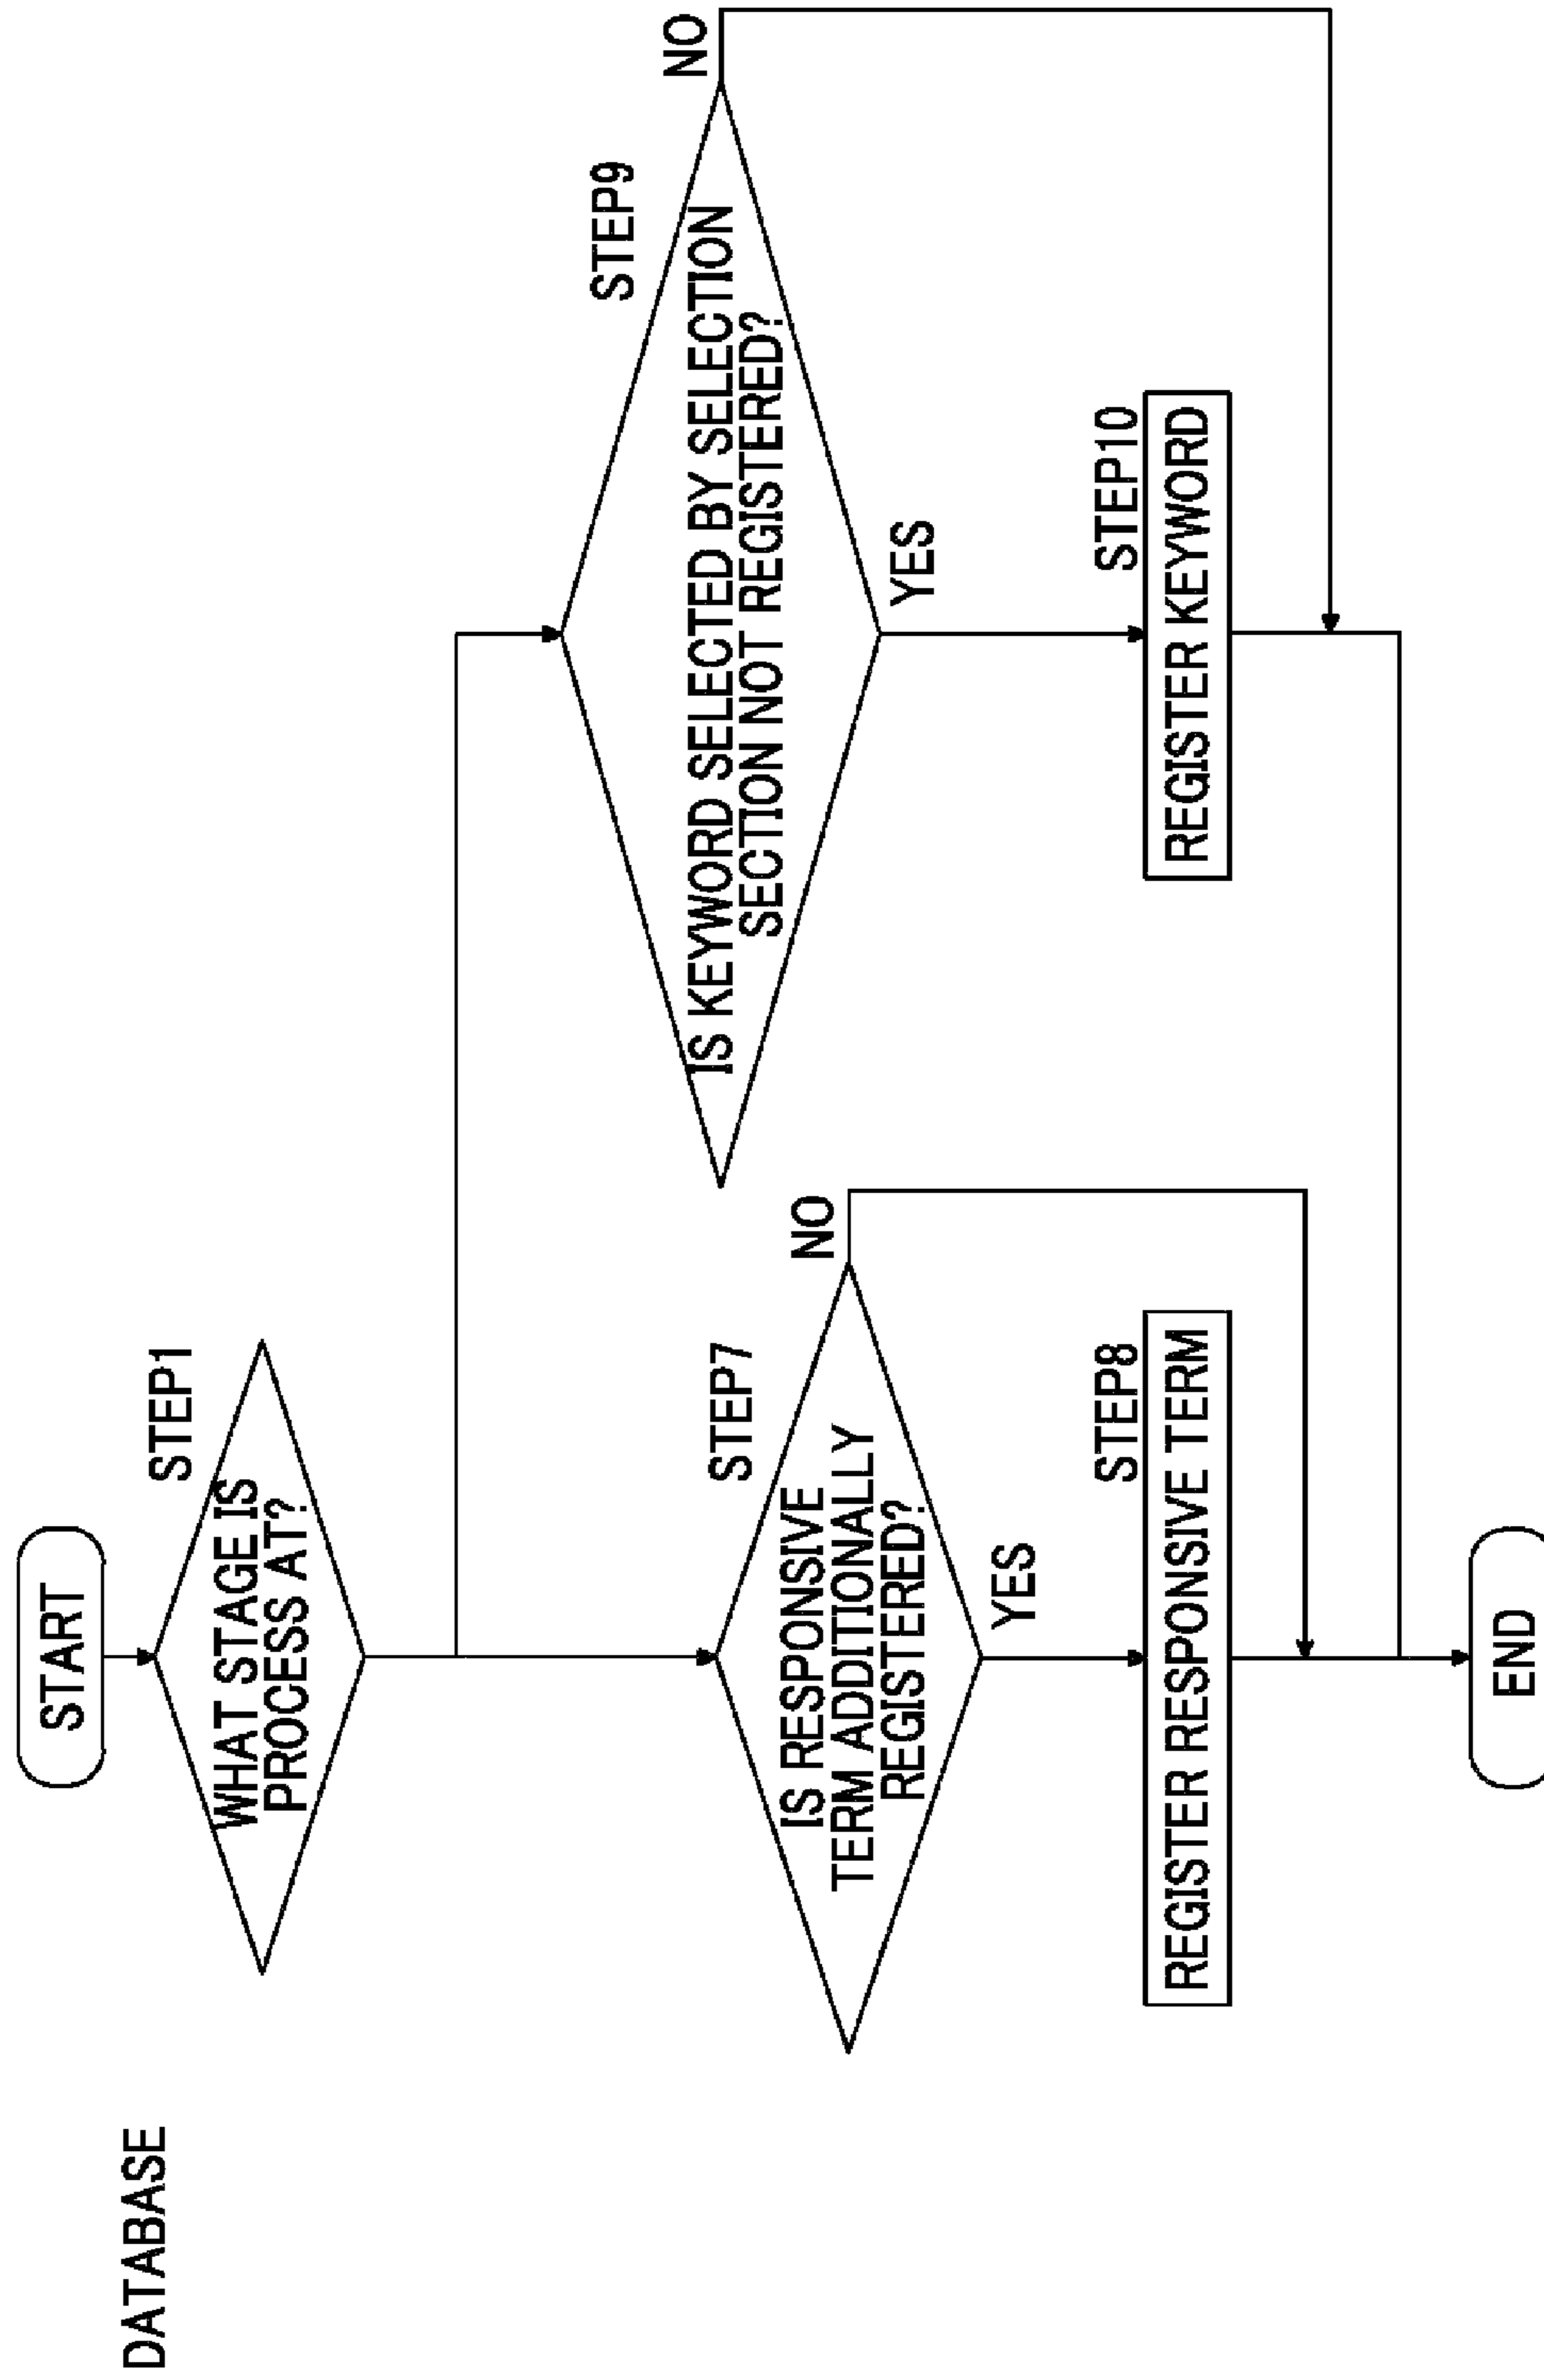 DATABASE
START
STEP1
WHAT STAGE IS
PROCESS AT?
STEP7
IS RESPONSIVE
TERM ADDITIONALLY
REGISTERED?
NO
YES
STEP8
REGISTER RESPONSIVE TERM
STEP9
IS KEYWORD SELECTED BY SELECTION
SECTION NOT REGISTERED?
NO
YES
STEP10
REGISTER KEYWORD
END